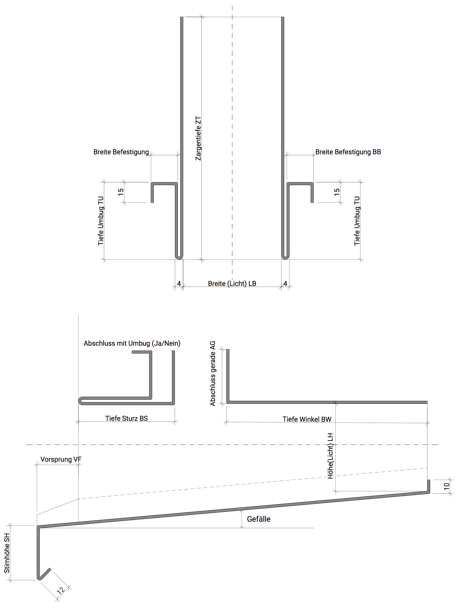 Zargentiefe ZT
Breite Befestigung
Breite Befestigung BB
15
15
Tiefe Umbug TU
Tiefe Umbug TU
4
Breite (Licht) LB
4
Abschluss mit Umbug (Ja/Nein)
Abschluss gerade AG
Tiefe Sturz BS
Tiefe Winkel BW
Höhe(Licht) LH
Vorsprung VF
10
Gefälle
Stirnhöhe SH
12